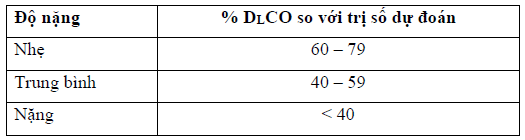 Độ nặng % DLCO so với trị số dự đoán
Nhẹ 60 – 79
Trung bình 40 – 59
Nặng < 40